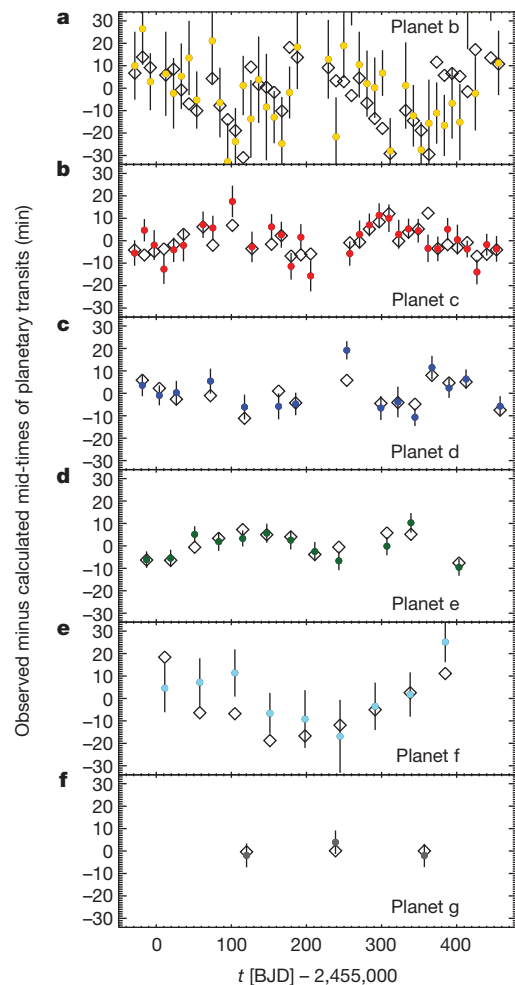 Observed minus calculated mid-times of planetary transits (min)
a
30
20
10
0
−10
−20
−30
Planet b
b
30
20
10
0
−10
−20
−30
Planet c
c
30
20
10
0
−10
−20
−30
Planet d
d
30
20
10
0
−10
−20
−30
Planet e
e
30
20
10
0
−10
−20
−30
Planet f
f
30
20
10
0
−10
−20
−30
Planet g
0 100 200 300 400
t [BJD] – 2,455,000